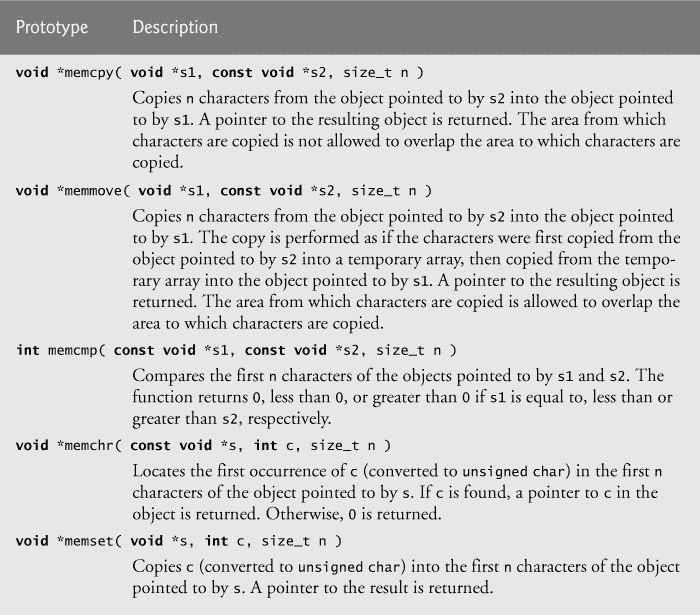 Prototype Description
void *memcpy( void *s1, const void *s2, size_t n )
Copies n characters from the object pointed to by s2 into the object pointed
to by s1. A pointer to the resulting object is returned. The area from which
characters are copied is not allowed to overlap the area to which characters are
copied.
void *memmove( void *s1, const void *s2, size_t n )
Copies n characters from the object pointed to by s2 into the object pointed
to by s1. The copy is performed as if the characters were first copied from the
object pointed to by s2 into a temporary array, then copied from the tempo-
rary array into the object pointed to by s1. A pointer to the resulting object is
returned. The area from which characters are copied is allowed to overlap the
area to which characters are copied.
int memcmp( const void *s1, const void *s2, size_t n )
Compares the first n characters of the objects pointed to by s1 and s2. The
function returns 0, less than 0, or greater than 0 if s1 is equal to, less than or
greater than s2, respectively.
void *memchr( const void *s, int c, size_t n )
Locates the first occurrence of c (converted to unsigned char) in the first n
characters of the object pointed to by s. If c is found, a pointer to c in the
object is returned. Otherwise, 0 is returned.
void *memset( void *s, int c, size_t n )
Copies c (converted to unsigned char) into the first n characters of the object
pointed to by s. A pointer to the result is returned.